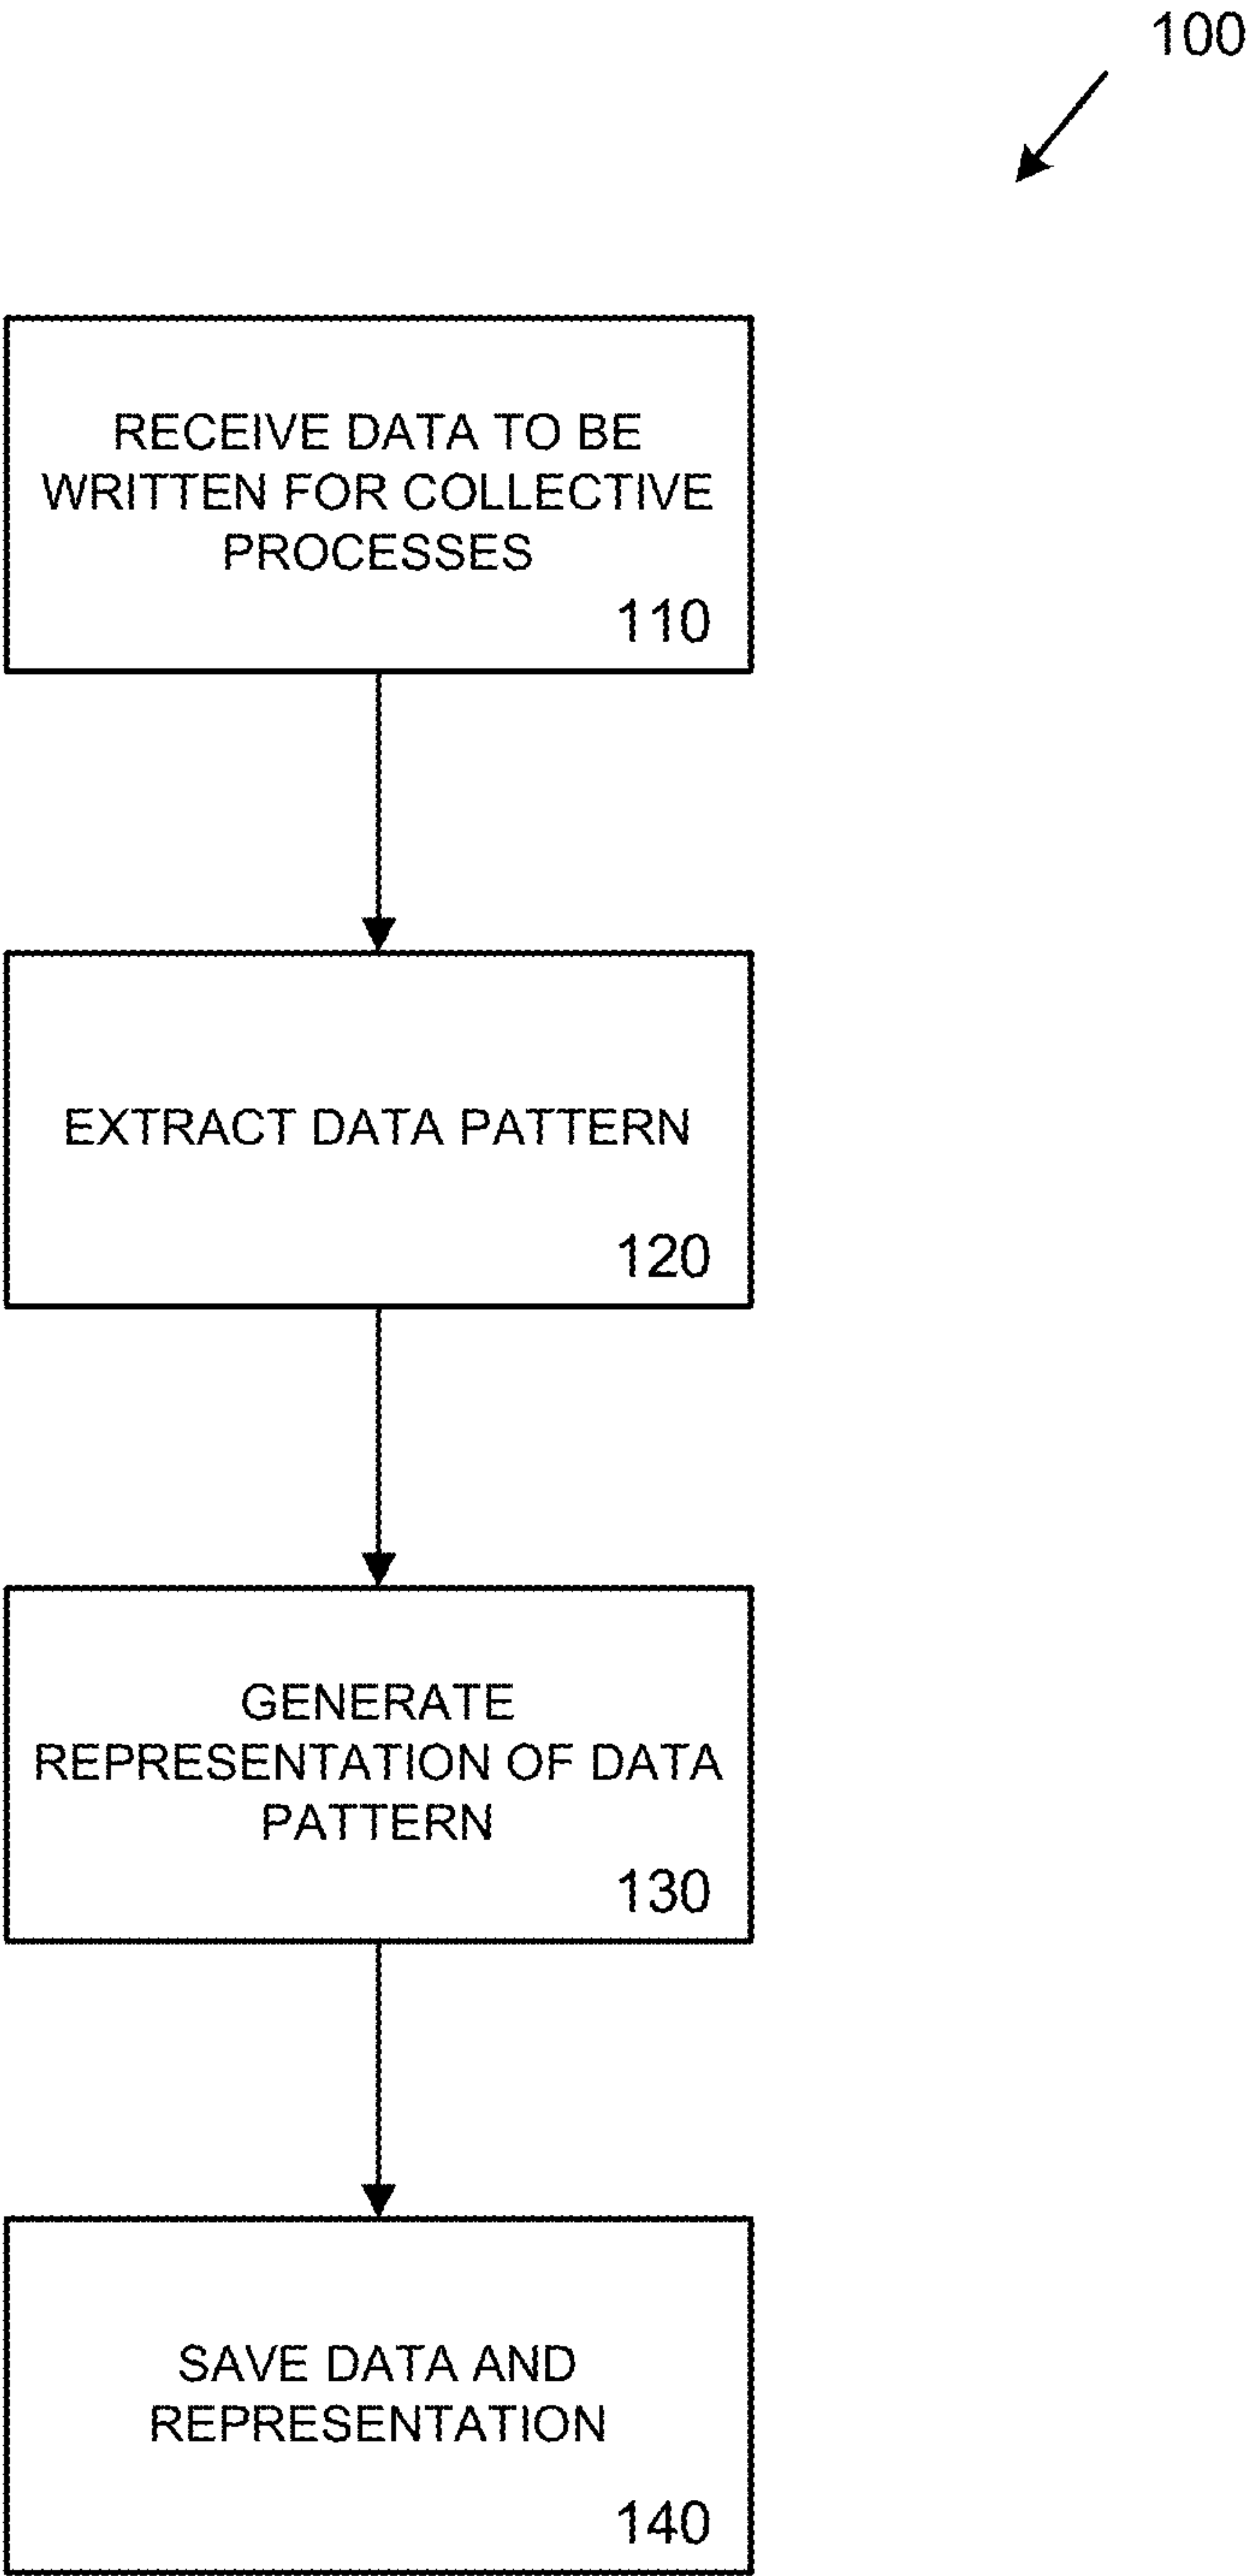 100
RECEIVE DATA TO BE
WRITTEN FOR COLLECTIVE
PROCESSES
110
EXTRACT DATA PATTERN
120
GENERATE
REPRESENTATION OF DATA
PATTERN
130
SAVE DATA AND
REPRESENTATION
140